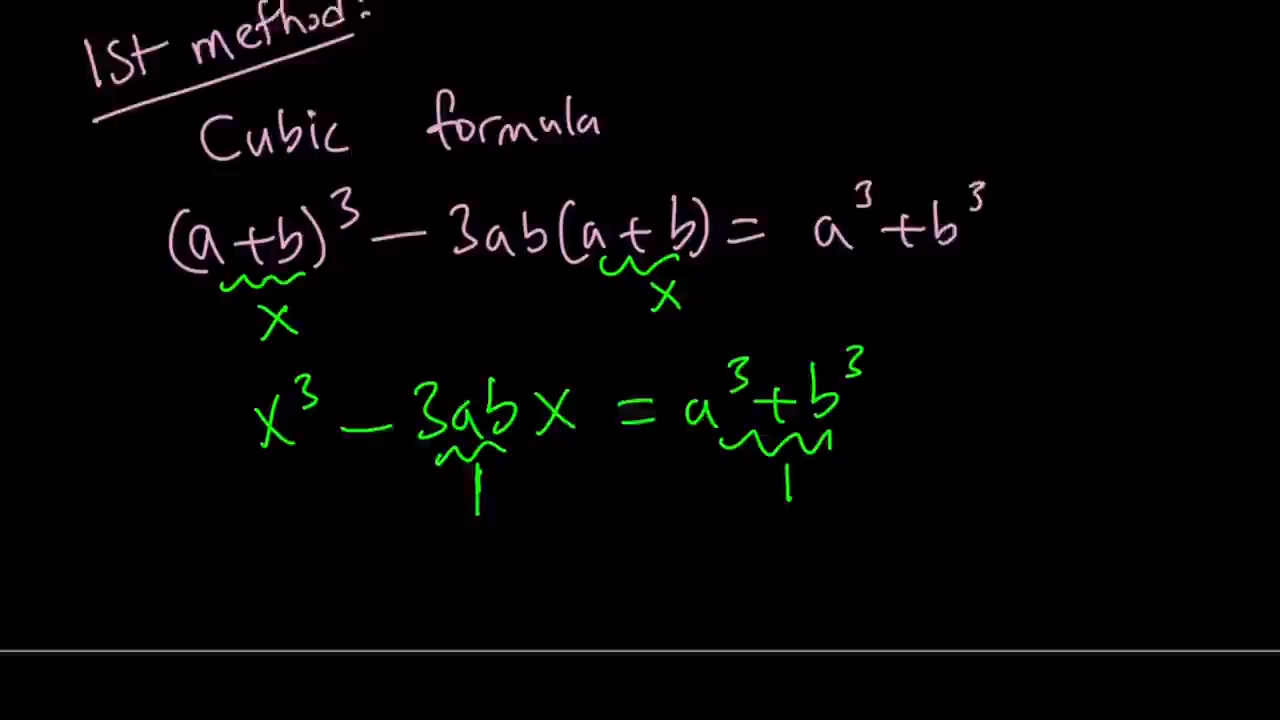 1st method:
Cubic formula
(a+b)³ – 3ab(a+b) = a³+b³
x x
x³ – 3abx = a³+b³
1 1